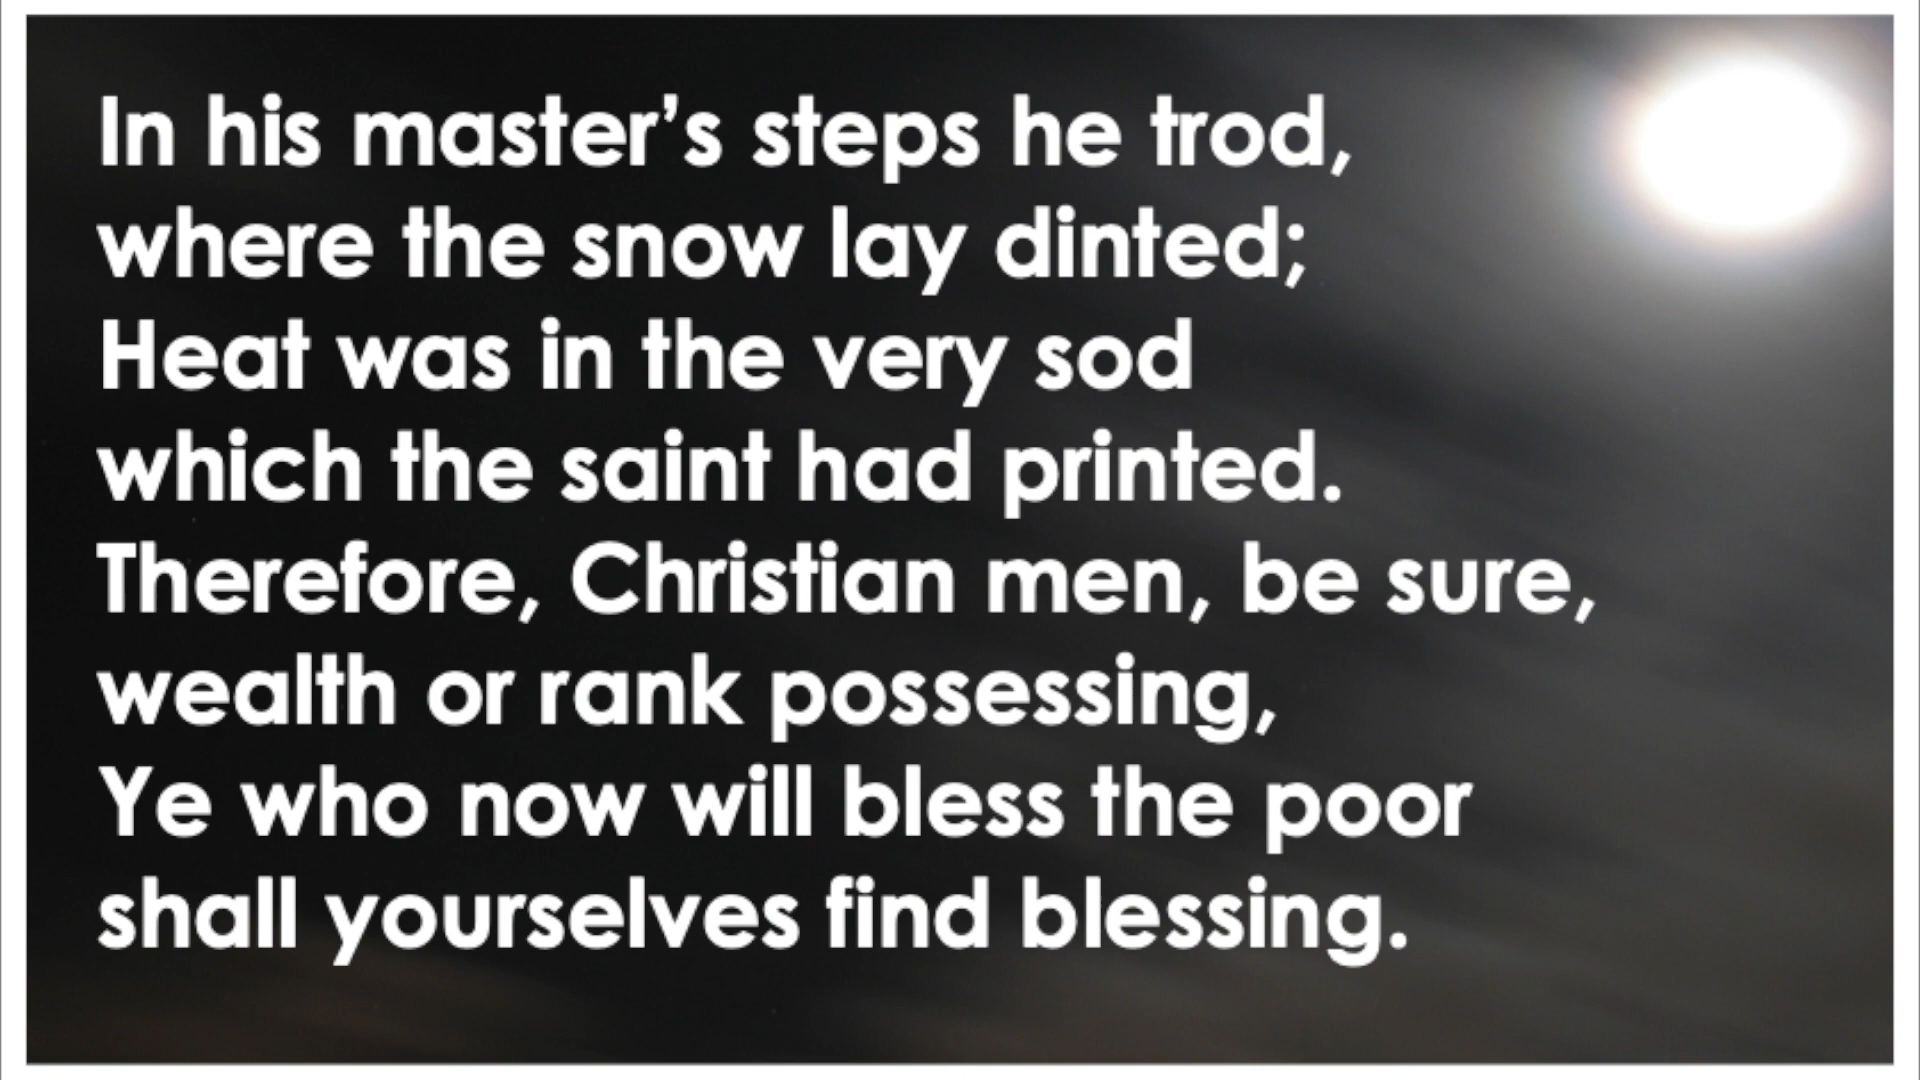 In his master’s steps he trod,
where the snow lay dinted;
Heat was in the very sod
which the saint had printed.
Therefore, Christian men, be sure,
wealth or rank possessing,
Ye who now will bless the poor
shall yourselves find blessing.